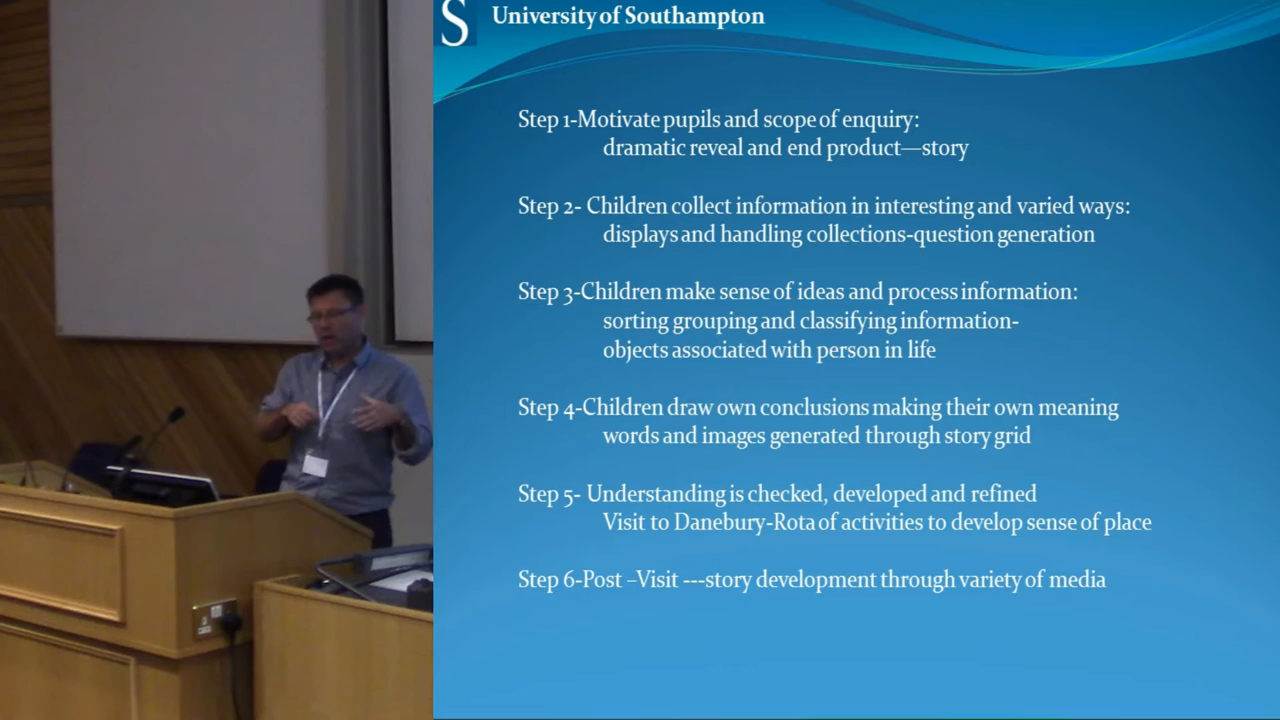 S University of Southampton
Step 1-Motivate pupils and scope of enquiry:
dramatic reveal and end product—story
Step 2- Children collect information in interesting and varied ways:
displays and handling collections-question generation
Step 3-Children make sense of ideas and process information:
sorting grouping and classifying information-
objects associated with person in life
Step 4-Children draw own conclusions making their own meaning
words and images generated through story grid
Step 5- Understanding is checked, developed and refined
Visit to Danebury-Rota of activities to develop sense of place
Step 6-Post –Visit ---story development through variety of media